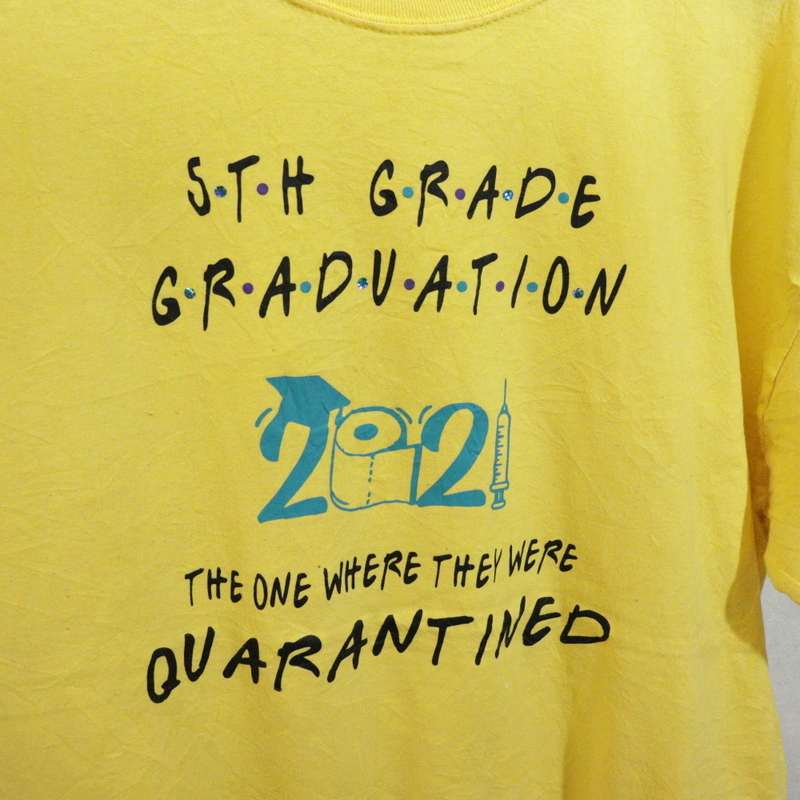 5·T·H G·R·A·D·E
G·R·A·D·U·A·T·I·O·N
2021
THE ONE WHERE THEY WERE
QUARANTINED